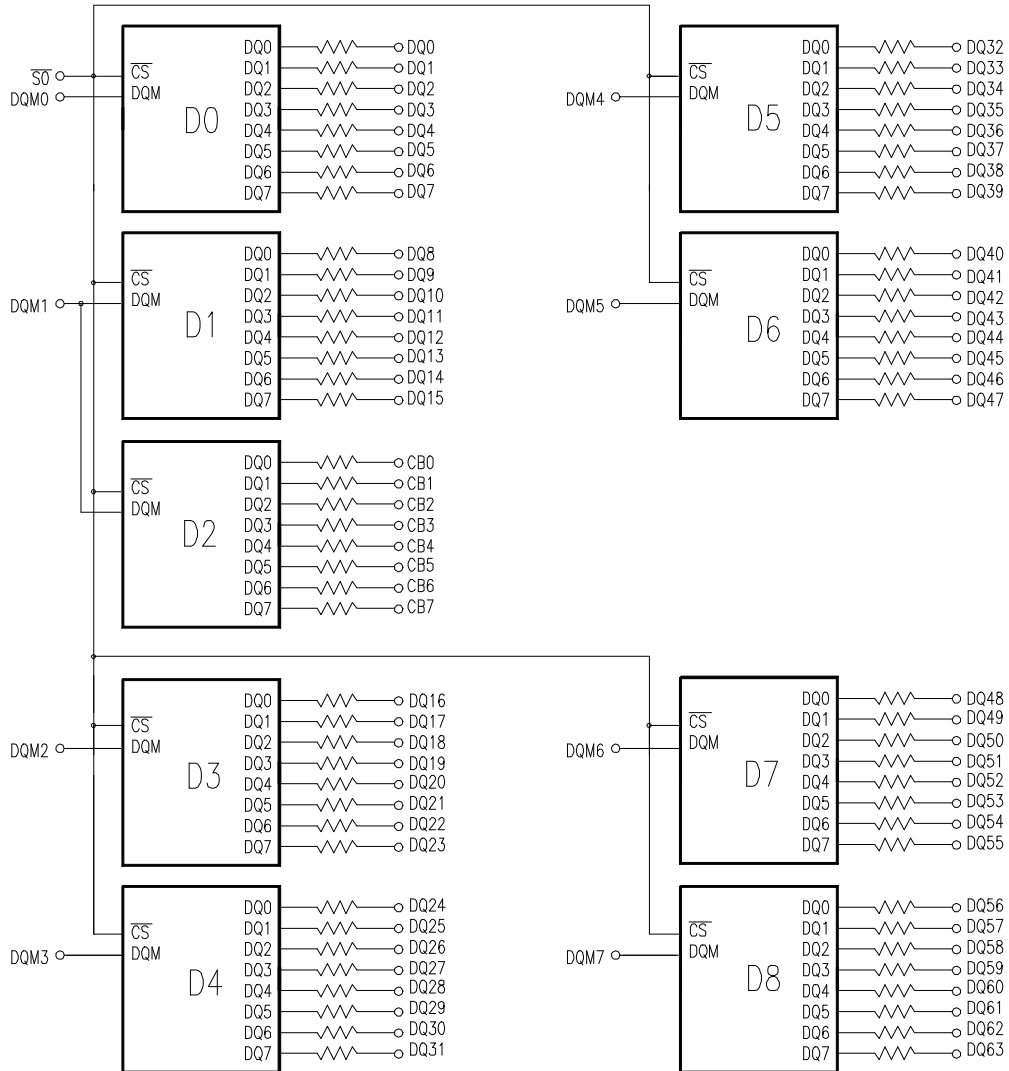 DQ0 DQ0 DQ0 DQ32
DQ1 DQ1 DQ1 DQ33
S0 CS DQ2 DQ2 CS DQ2 DQ34
DQM0 DQM DQ3 DQ3 DQM4 DQM DQ3 DQ35
D0 DQ4 DQ4 D5 DQ4 DQ36
DQ5 DQ5 DQ5 DQ37
DQ6 DQ6 DQ6 DQ38
DQ7 DQ7 DQ7 DQ39
DQ0 DQ8 DQ0 DQ40
CS DQ1 DQ9 CS DQ1 DQ41
DQM1 DQM DQ2 DQ10 DQM5 DQM DQ2 DQ42
D1 DQ3 DQ11 D6 DQ3 DQ43
DQ4 DQ12 DQ4 DQ44
DQ5 DQ13 DQ5 DQ45
DQ6 DQ14 DQ6 DQ46
DQ7 DQ15 DQ7 DQ47
DQ0 CB0
CS DQ1 CB1
DQM DQ2 CB2
D2 DQ3 CB3
DQ4 CB4
DQ5 CB5
DQ6 CB6
DQ7 CB7
DQ0 DQ16 DQ0 DQ48
CS DQ1 DQ17 CS DQ1 DQ49
DQM2 DQM DQ2 DQ18 DQM6 DQM DQ2 DQ50
D3 DQ3 DQ19 D7 DQ3 DQ51
DQ4 DQ20 DQ4 DQ52
DQ5 DQ21 DQ5 DQ53
DQ6 DQ22 DQ6 DQ54
DQ7 DQ23 DQ7 DQ55
DQ0 DQ24 DQ0 DQ56
CS DQ1 DQ25 CS DQ1 DQ57
DQM3 DQM DQ2 DQ26 DQM7 DQM DQ2 DQ58
D4 DQ3 DQ27 D8 DQ3 DQ59
DQ4 DQ28 DQ4 DQ60
DQ5 DQ29 DQ5 DQ61
DQ6 DQ30 DQ6 DQ62
DQ7 DQ31 DQ7 DQ63